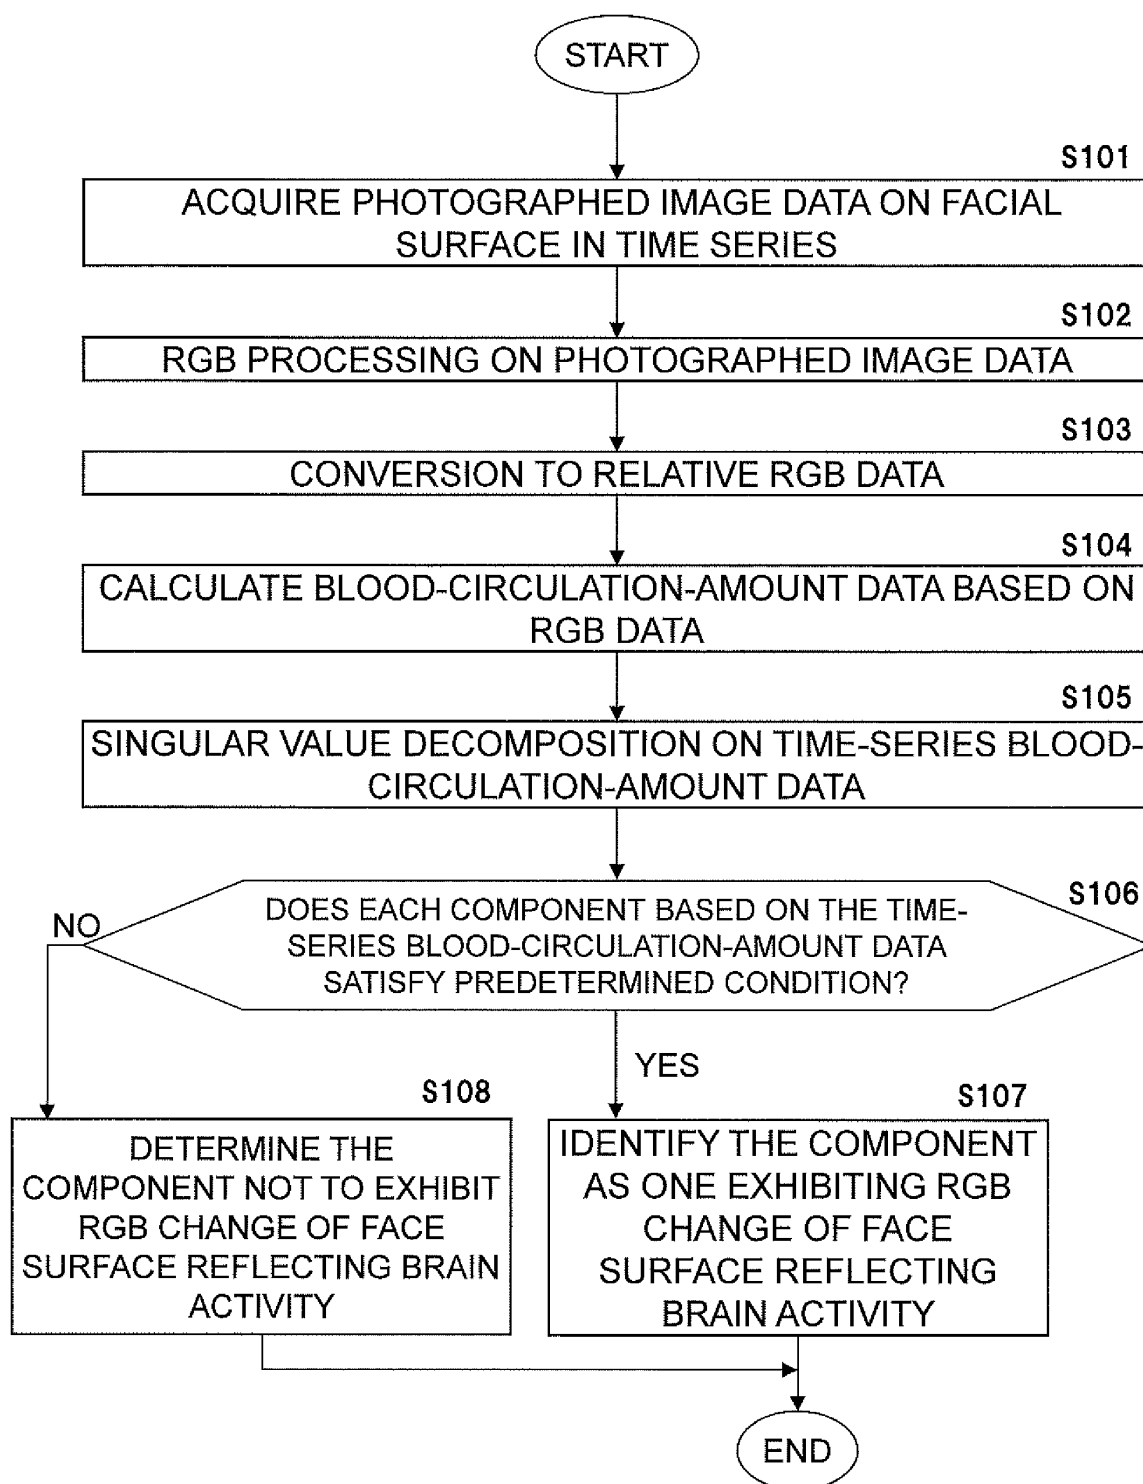 START
S101
ACQUIRE PHOTOGRAPHED IMAGE DATA ON FACIAL
SURFACE IN TIME SERIES
S102
RGB PROCESSING ON PHOTOGRAPHED IMAGE DATA
S103
CONVERSION TO RELATIVE RGB DATA
S104
CALCULATE BLOOD-CIRCULATION-AMOUNT DATA BASED ON
RGB DATA
S105
SINGULAR VALUE DECOMPOSITION ON TIME-SERIES BLOOD-
CIRCULATION-AMOUNT DATA
S106
DOES EACH COMPONENT BASED ON THE TIME-
SERIES BLOOD-CIRCULATION-AMOUNT DATA
SATISFY PREDETERMINED CONDITION?
NO
YES
S108
DETERMINE THE
COMPONENT NOT TO EXHIBIT
RGB CHANGE OF FACE
SURFACE REFLECTING BRAIN
ACTIVITY
S107
IDENTIFY THE COMPONENT
AS ONE EXHIBITING RGB
CHANGE OF FACE
SURFACE REFLECTING
BRAIN ACTIVITY
END